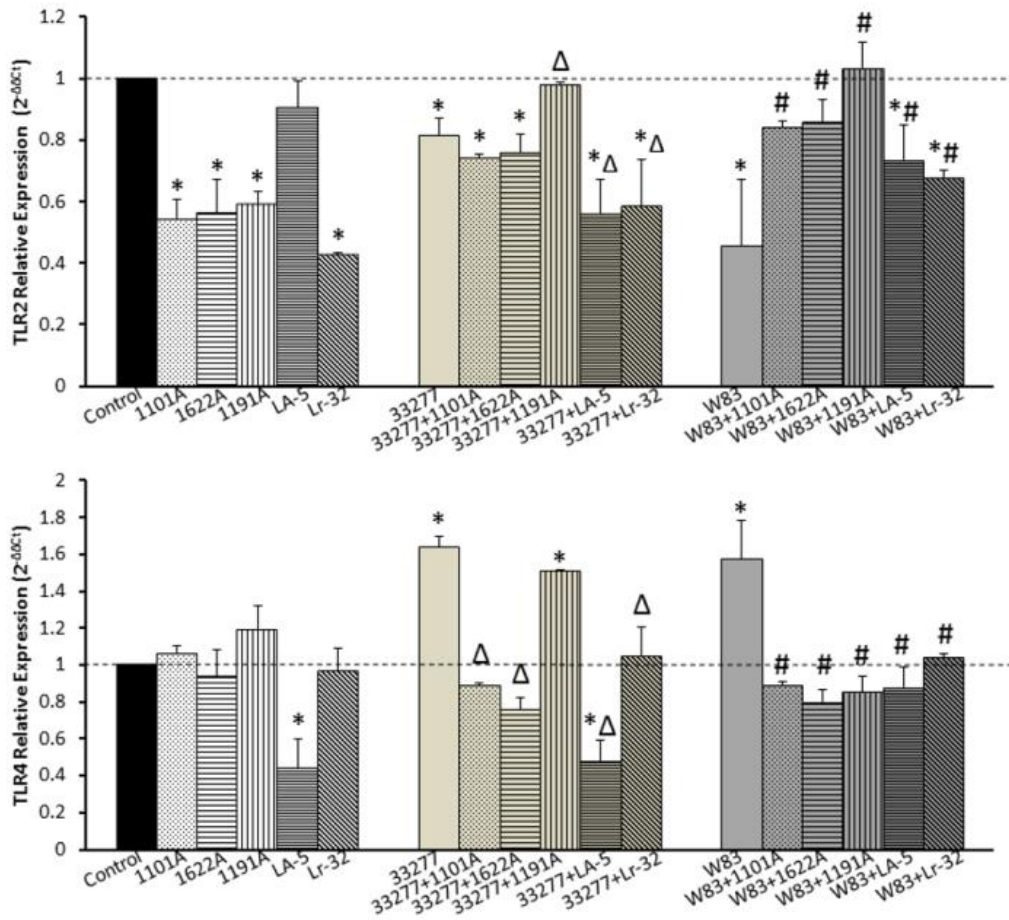 TLR2 Relative Expression (2^-ΔΔCt)
1.2
1
0.8
0.6
0.4
0.2
0
* * * *
* * * Δ *Δ *Δ
* # # # *# *#
Control 1101A 1622A 1191A LA-5 Lr-32 33277 33277+1101A 33277+1622A 33277+1191A 33277+LA-5 33277+Lr-32 W83 W83+1101A W83+1622A W83+1191A W83+LA-5 W83+Lr-32
TLR4 Relative Expression (2^-ΔΔCt)
2
1.8
1.6
1.4
1.2
1
0.8
0.6
0.4
0.2
0
*
* Δ Δ * *Δ Δ
* # # # # #
Control 1101A 1622A 1191A LA-5 Lr-32 33277 33277+1101A 33277+1622A 33277+1191A 33277+LA-5 33277+Lr-32 W83 W83+1101A W83+1622A W83+1191A W83+LA-5 W83+Lr-32